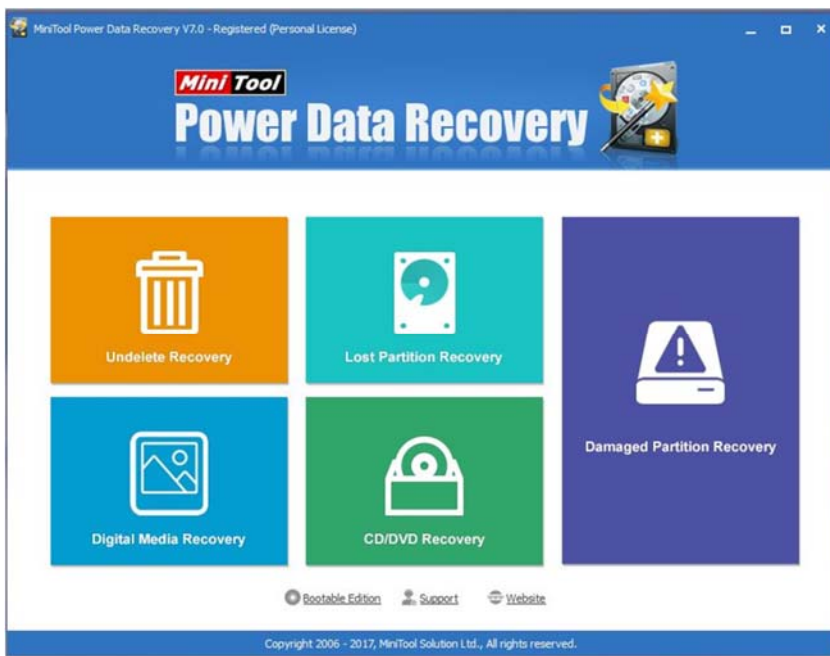 MiniTool Power Data Recovery V7.0 - Registered (Personal License)
Mini Tool
Power Data Recovery
Undelete Recovery
Lost Partition Recovery
Damaged Partition Recovery
Digital Media Recovery
CD/DVD Recovery
Bootable Edition Support Website
Copyright 2006 - 2017, MiniTool Solution Ltd., All rights reserved.